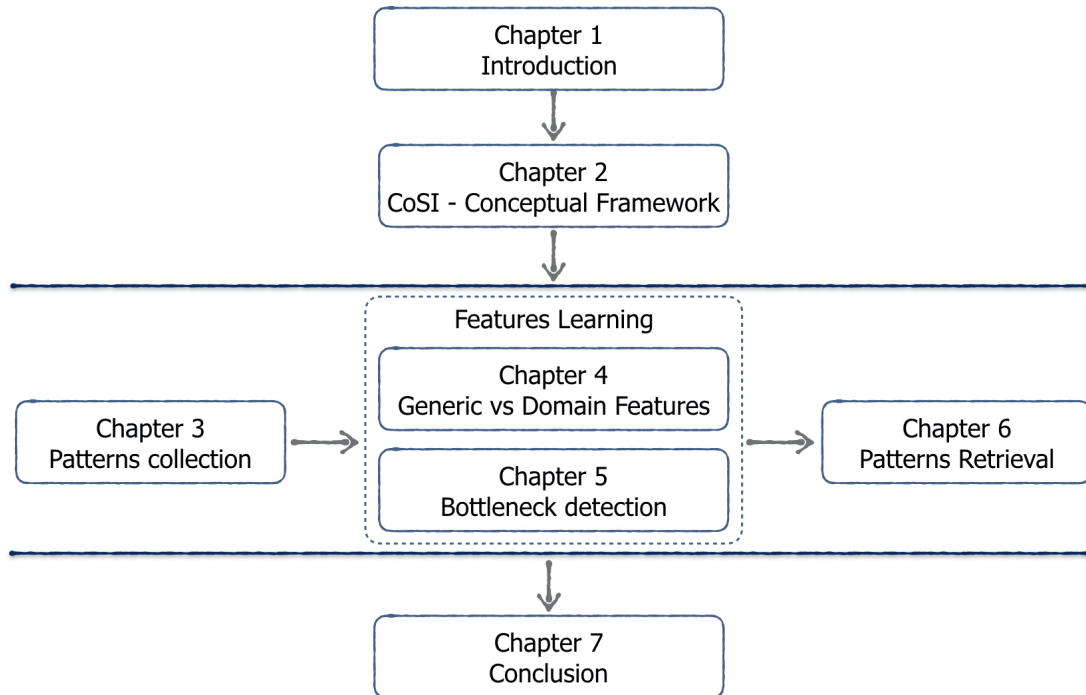 Chapter 1
Introduction
Chapter 2
CoSI - Conceptual Framework
Features Learning
Chapter 4
Generic vs Domain Features
Chapter 3
Patterns collection
Chapter 5
Bottleneck detection
Chapter 6
Patterns Retrieval
Chapter 7
Conclusion